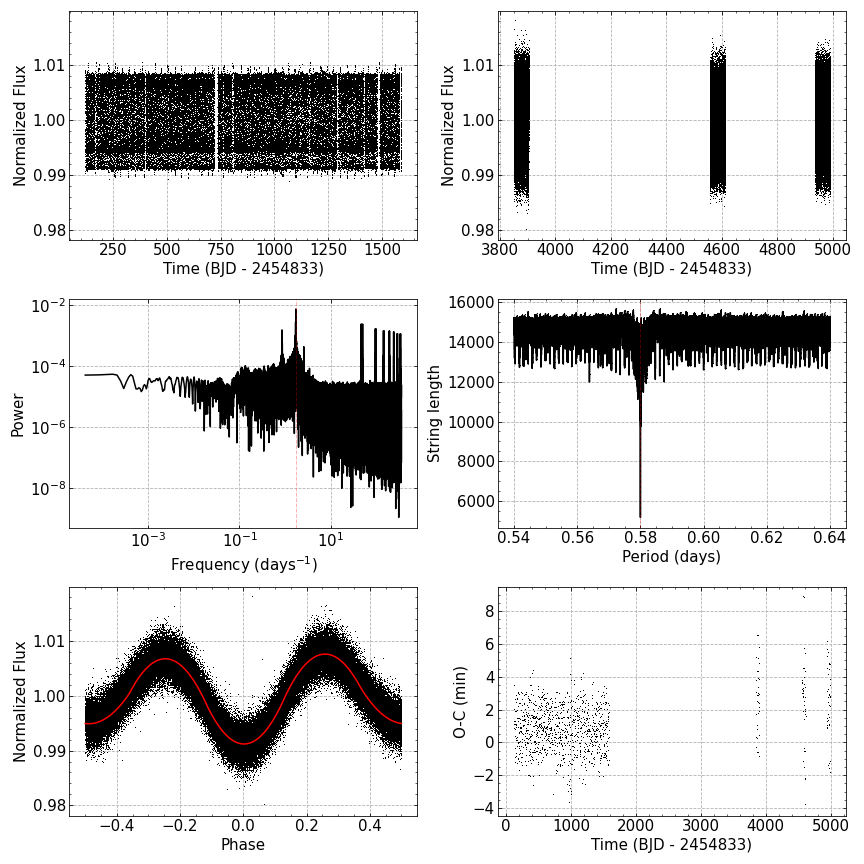 1.01
1.00
0.99
0.98
Normalized Flux
250 500 750 1000 1250 1500
Time (BJD - 2454833)
1.01
1.00
0.99
0.98
Normalized Flux
3800 4000 4200 4400 4600 4800 5000
Time (BJD - 2454833)
10⁻²
10⁻⁴
10⁻⁶
10⁻⁸
Power
10⁻³ 10⁻¹ 10¹
Frequency (days⁻¹)
16000
14000
12000
10000
8000
6000
String length
0.54 0.56 0.58 0.60 0.62 0.64
Period (days)
1.01
1.00
0.99
0.98
Normalized Flux
−0.4 −0.2 0.0 0.2 0.4
Phase
8
6
4
2
0
−2
−4
O-C (min)
0 1000 2000 3000 4000 5000
Time (BJD - 2454833)